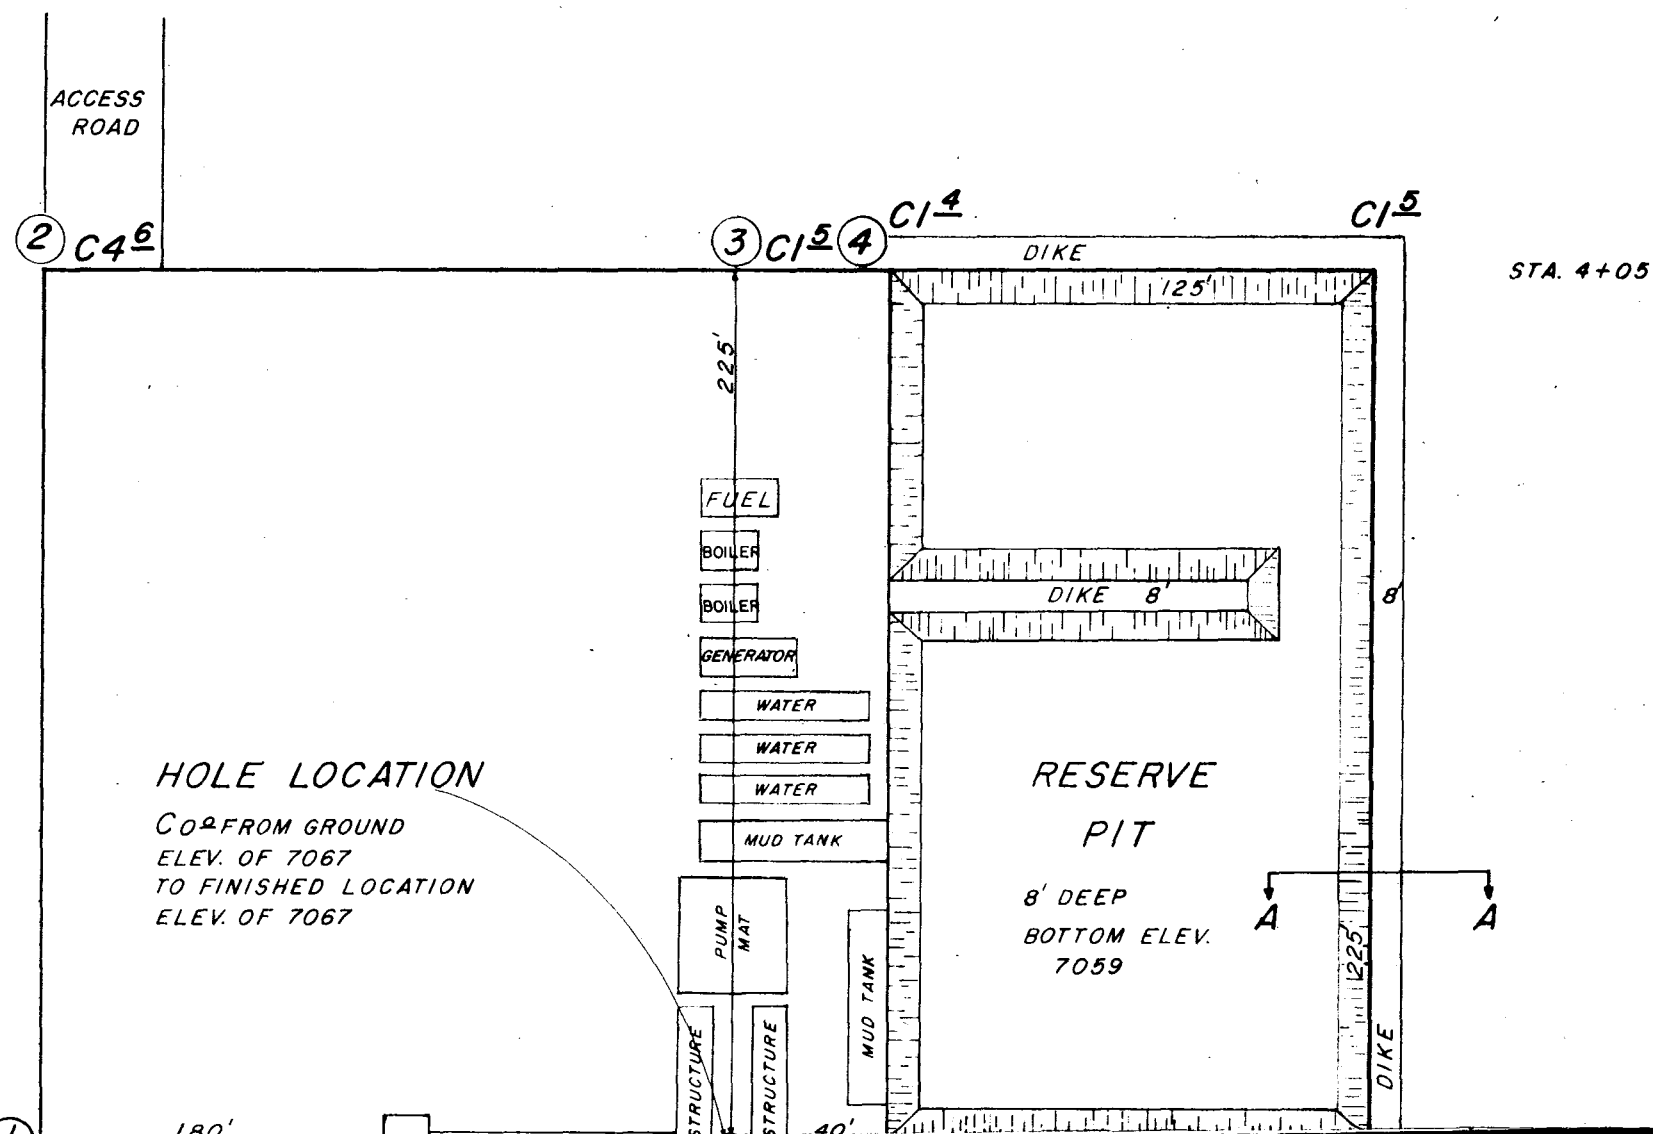 ACCESS
ROAD
2 C4 6
3 C1 5
4 C1 4
C1 5
DIKE
STA. 4+05
125'
225'
FUEL
BOILER
BOILER
DIKE 8'
8'
GENERATOR
WATER
WATER
WATER
HOLE LOCATION
C 0 0 FROM GROUND
ELEV. OF 7067
TO FINISHED LOCATION
ELEV. OF 7067
MUD TANK
PUMP
MAT
MUD TANK
RESERVE
PIT
8' DEEP
BOTTOM ELEV.
7059
A A
225'
DIKE
STRUCTURE
STRUCTURE
1
180'
40'